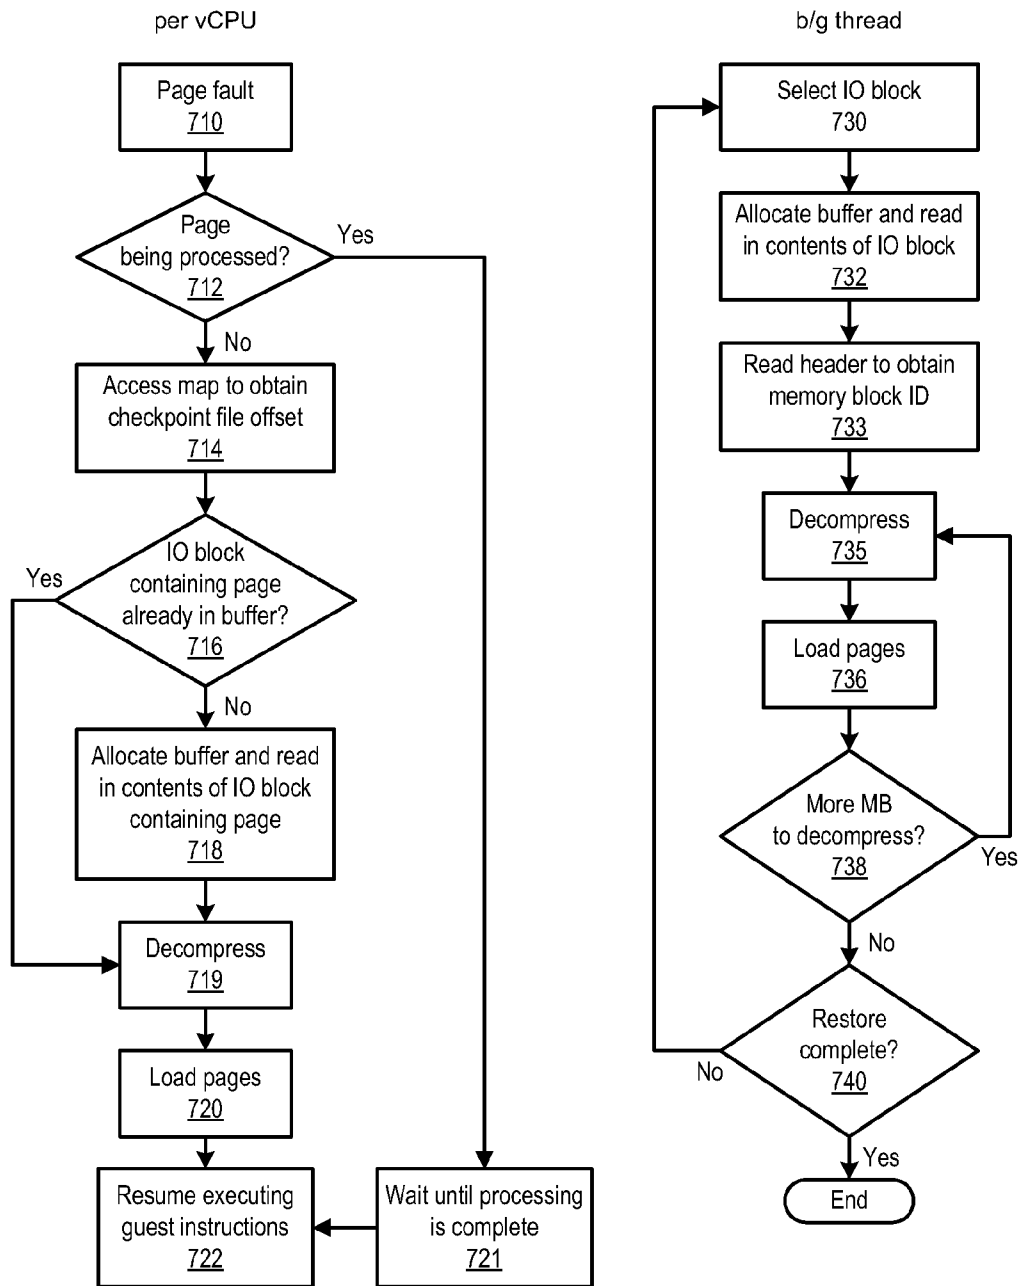 per vCPU
Page fault
710
Page
being processed?
712
Yes
No
Access map to obtain
checkpoint file offset
714
IO block
containing page
already in buffer?
716
Yes
No
Allocate buffer and read
in contents of IO block
containing page
718
Decompress
719
Load pages
720
Resume executing
guest instructions
722
Wait until processing
is complete
721
b/g thread
Select IO block
730
Allocate buffer and read
in contents of IO block
732
Read header to obtain
memory block ID
733
Decompress
735
Load pages
736
More MB
to decompress?
738
Yes
No
Restore
complete?
740
No
Yes
End